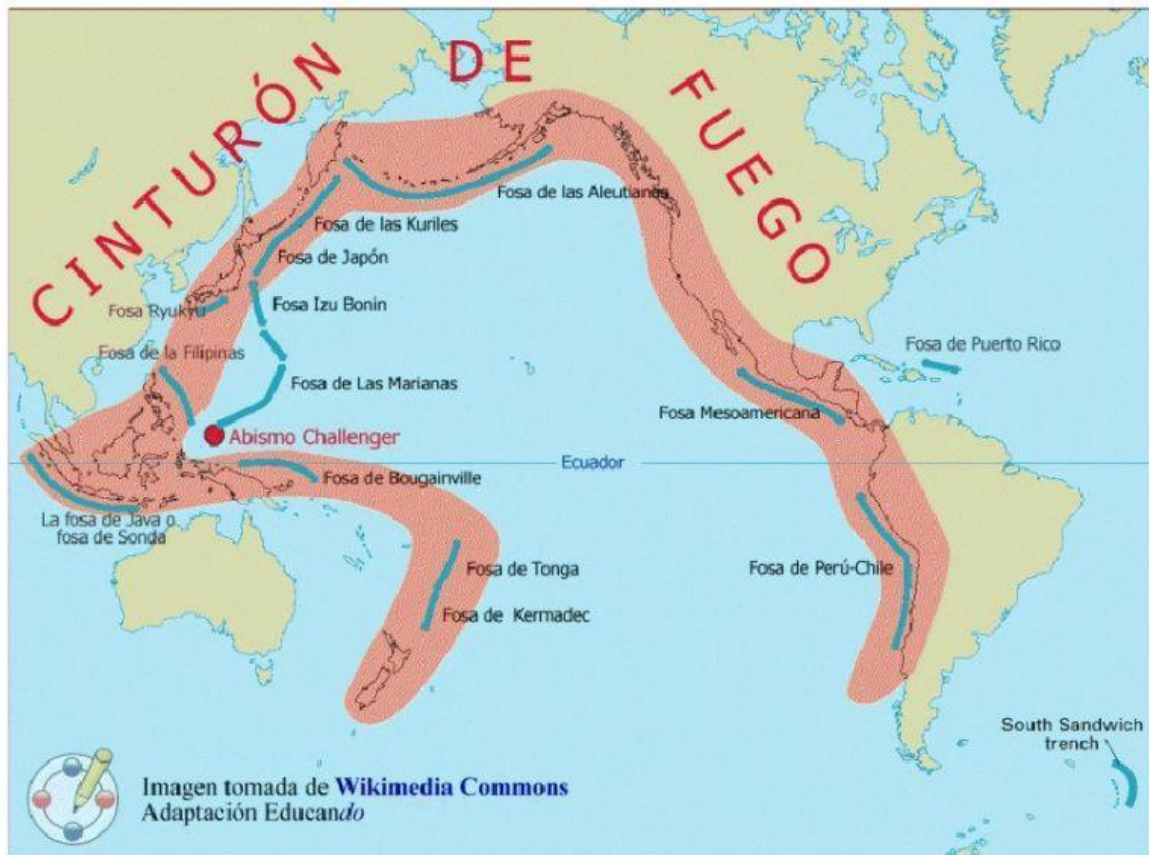 CINTURÓN DE FUEGO
Fosa de las Aleutianas
Fosa de las Kuriles
Fosa de Japón
Fosa Ryukyu
Fosa Izu Bonin
Fosa de la Filipinas
Fosa de Puerto Rico
Fosa de Las Marianas
Fosa Mesoamericana
Abismo Challenger
Ecuador
Fosa de Bougainville
La fosa de Java o
fosa de Sonda
Fosa de Tonga
Fosa de Perú-Chile
Fosa de Kermadec
South Sandwich
trench
Imagen tomada de Wikimedia Commons
Adaptación Educando